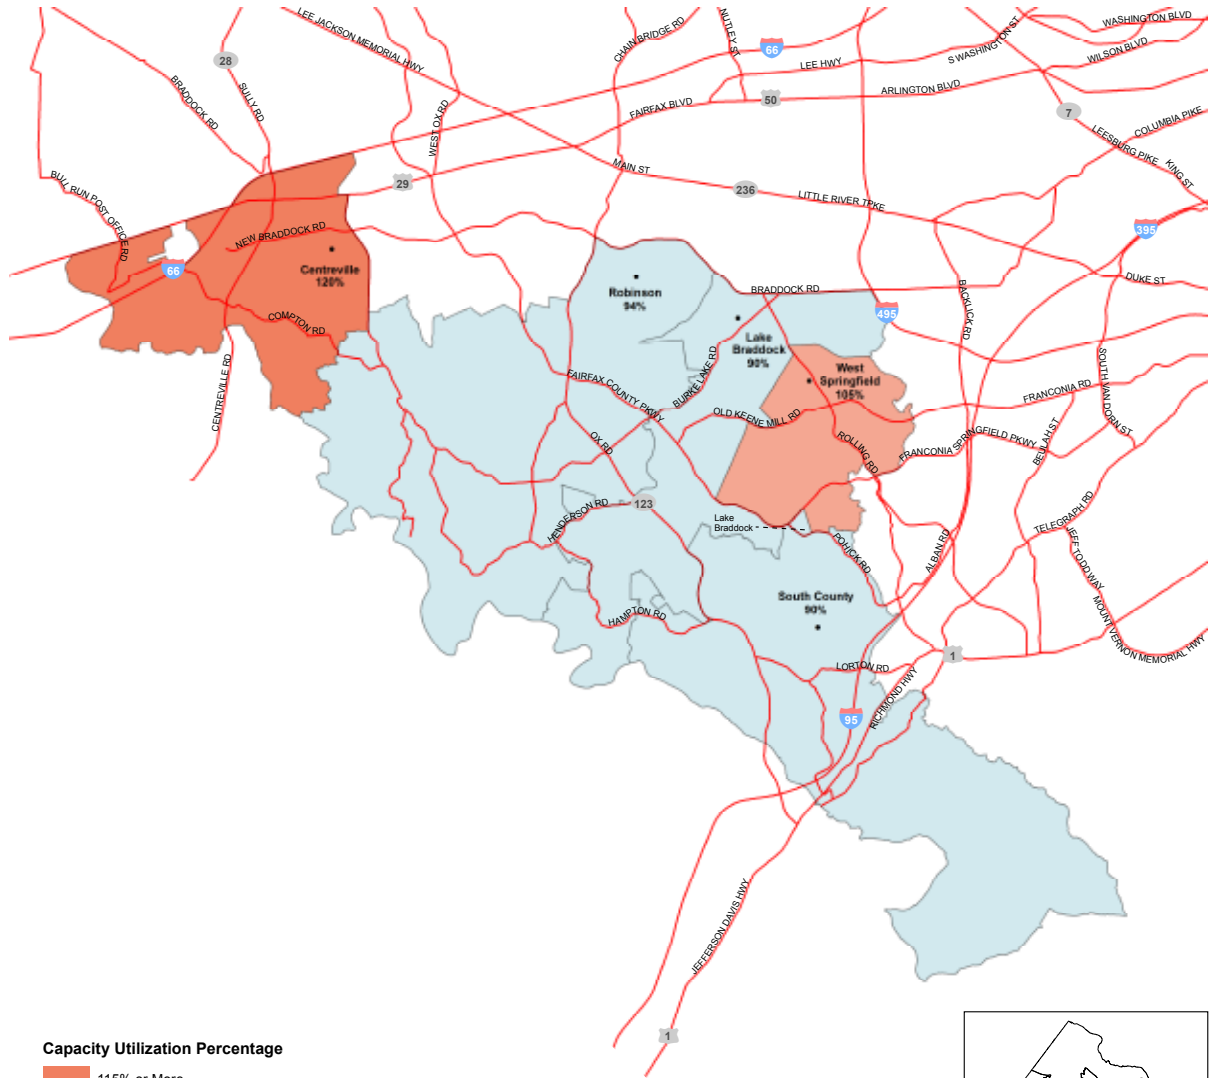 LEE JACKSON MEMORIAL HWY
CHAIN BRIDGE RD
NUTLEY ST
WASHINGTON BLVD
S WASHINGTON ST
WILSON BLVD
66
LEE HWY
28
BRADDOCK RD
SULLY RD
WEST OX RD
FAIRFAX BLVD
50
ARLINGTON BLVD
7
COLUMBIA PIKE
LEESBURG PIKE
KING ST
MAIN ST
29
236
LITTLE RIVER TPKE
BULL RUN POST OFFICE RD
NEW BRADDOCK RD
395
66
Centreville
120%
DUKE ST
Robinson
94%
BRADDOCK RD
BACKLICK RD
495
COMPTON RD
CENTREVILLE RD
Lake
Braddock
90%
BURKE LAKE RD
West
Springfield
105%
SOUTH VAN DORN ST
FAIRFAX COUNTY PKWY
FRANCONIA RD
OLD KEENE MILL RD
OX RD
ROLLING RD
FRANCONIA SPRINGFIELD PKWY
BEULAH ST
HENDERSON RD
123
Lake
Braddock
TELEGRAPH RD
POHICK RD
ALBAN RD
JEFF TODD WAY
South County
90%
HAMPTON RD
MOUNT VERNON MEMORIAL HWY
LORTON RD
1
RICHMOND HWY
95
JEFFERSON DAVIS HWY
1
Capacity Utilization Percentage
115% or More